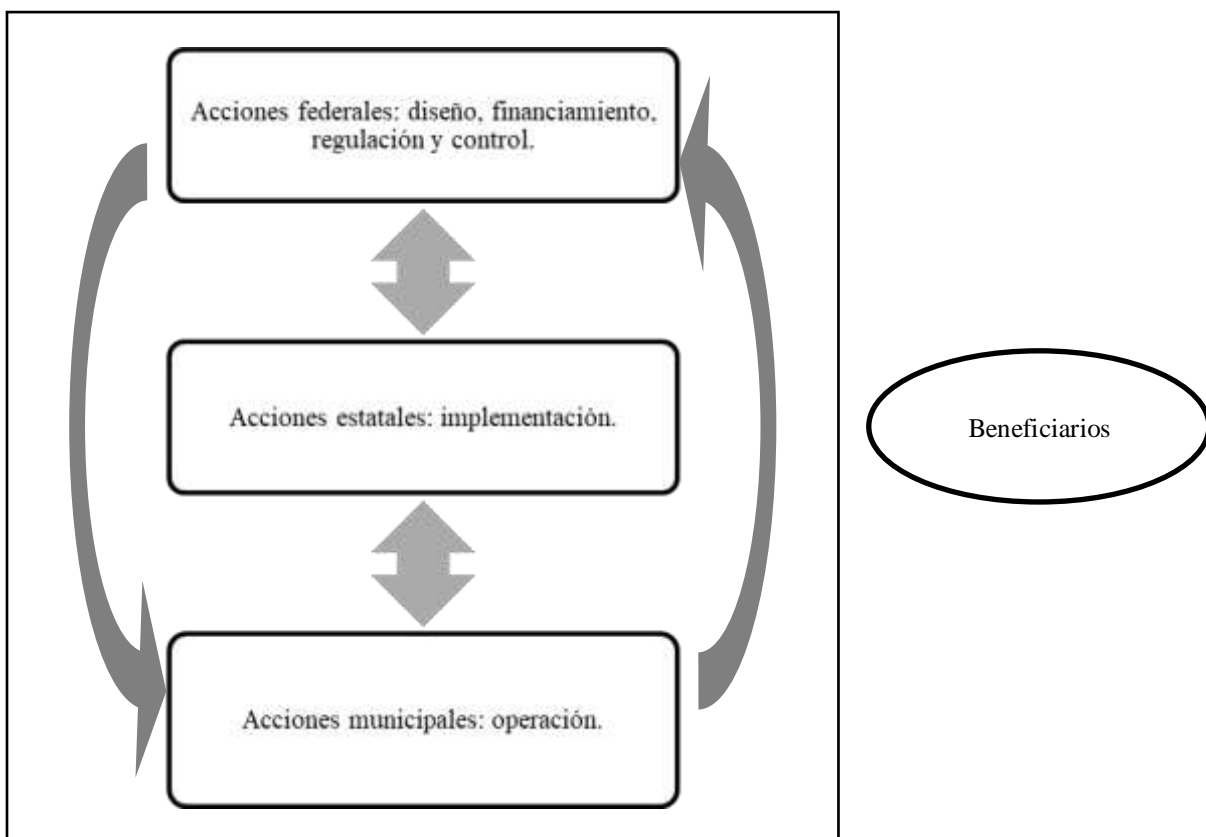 Acciones federales: diseño, financiamiento,
regulación y control.
Acciones estatales: implementación.
Beneficiarios
Acciones municipales: operación.